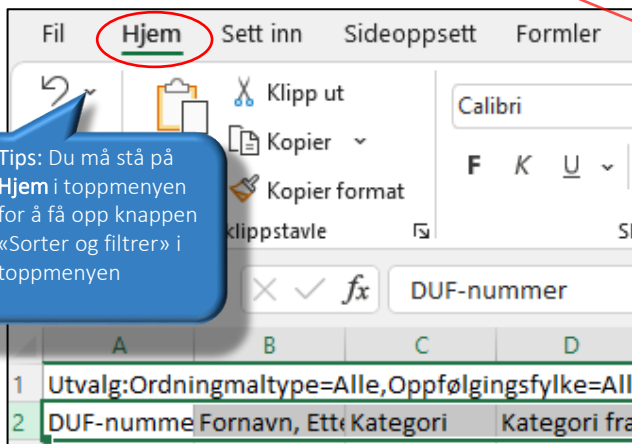 Fil Hjem Sett inn Sideoppsett Formler
Klipp ut
Kopier
Kopier format
Calibri
F K U
Tips: Du må stå på
Hjem i toppmenyen
for å få opp knappen
«Sorter og filtrer» i
toppmenyen
klippstavle
fx DUF-nummer
A B C D
1 Utvalg:Ordningmaltype=Alle,Oppfølgingsfylke=All
2 DUF-numme Fornavn, Ette Kategori Kategori fra